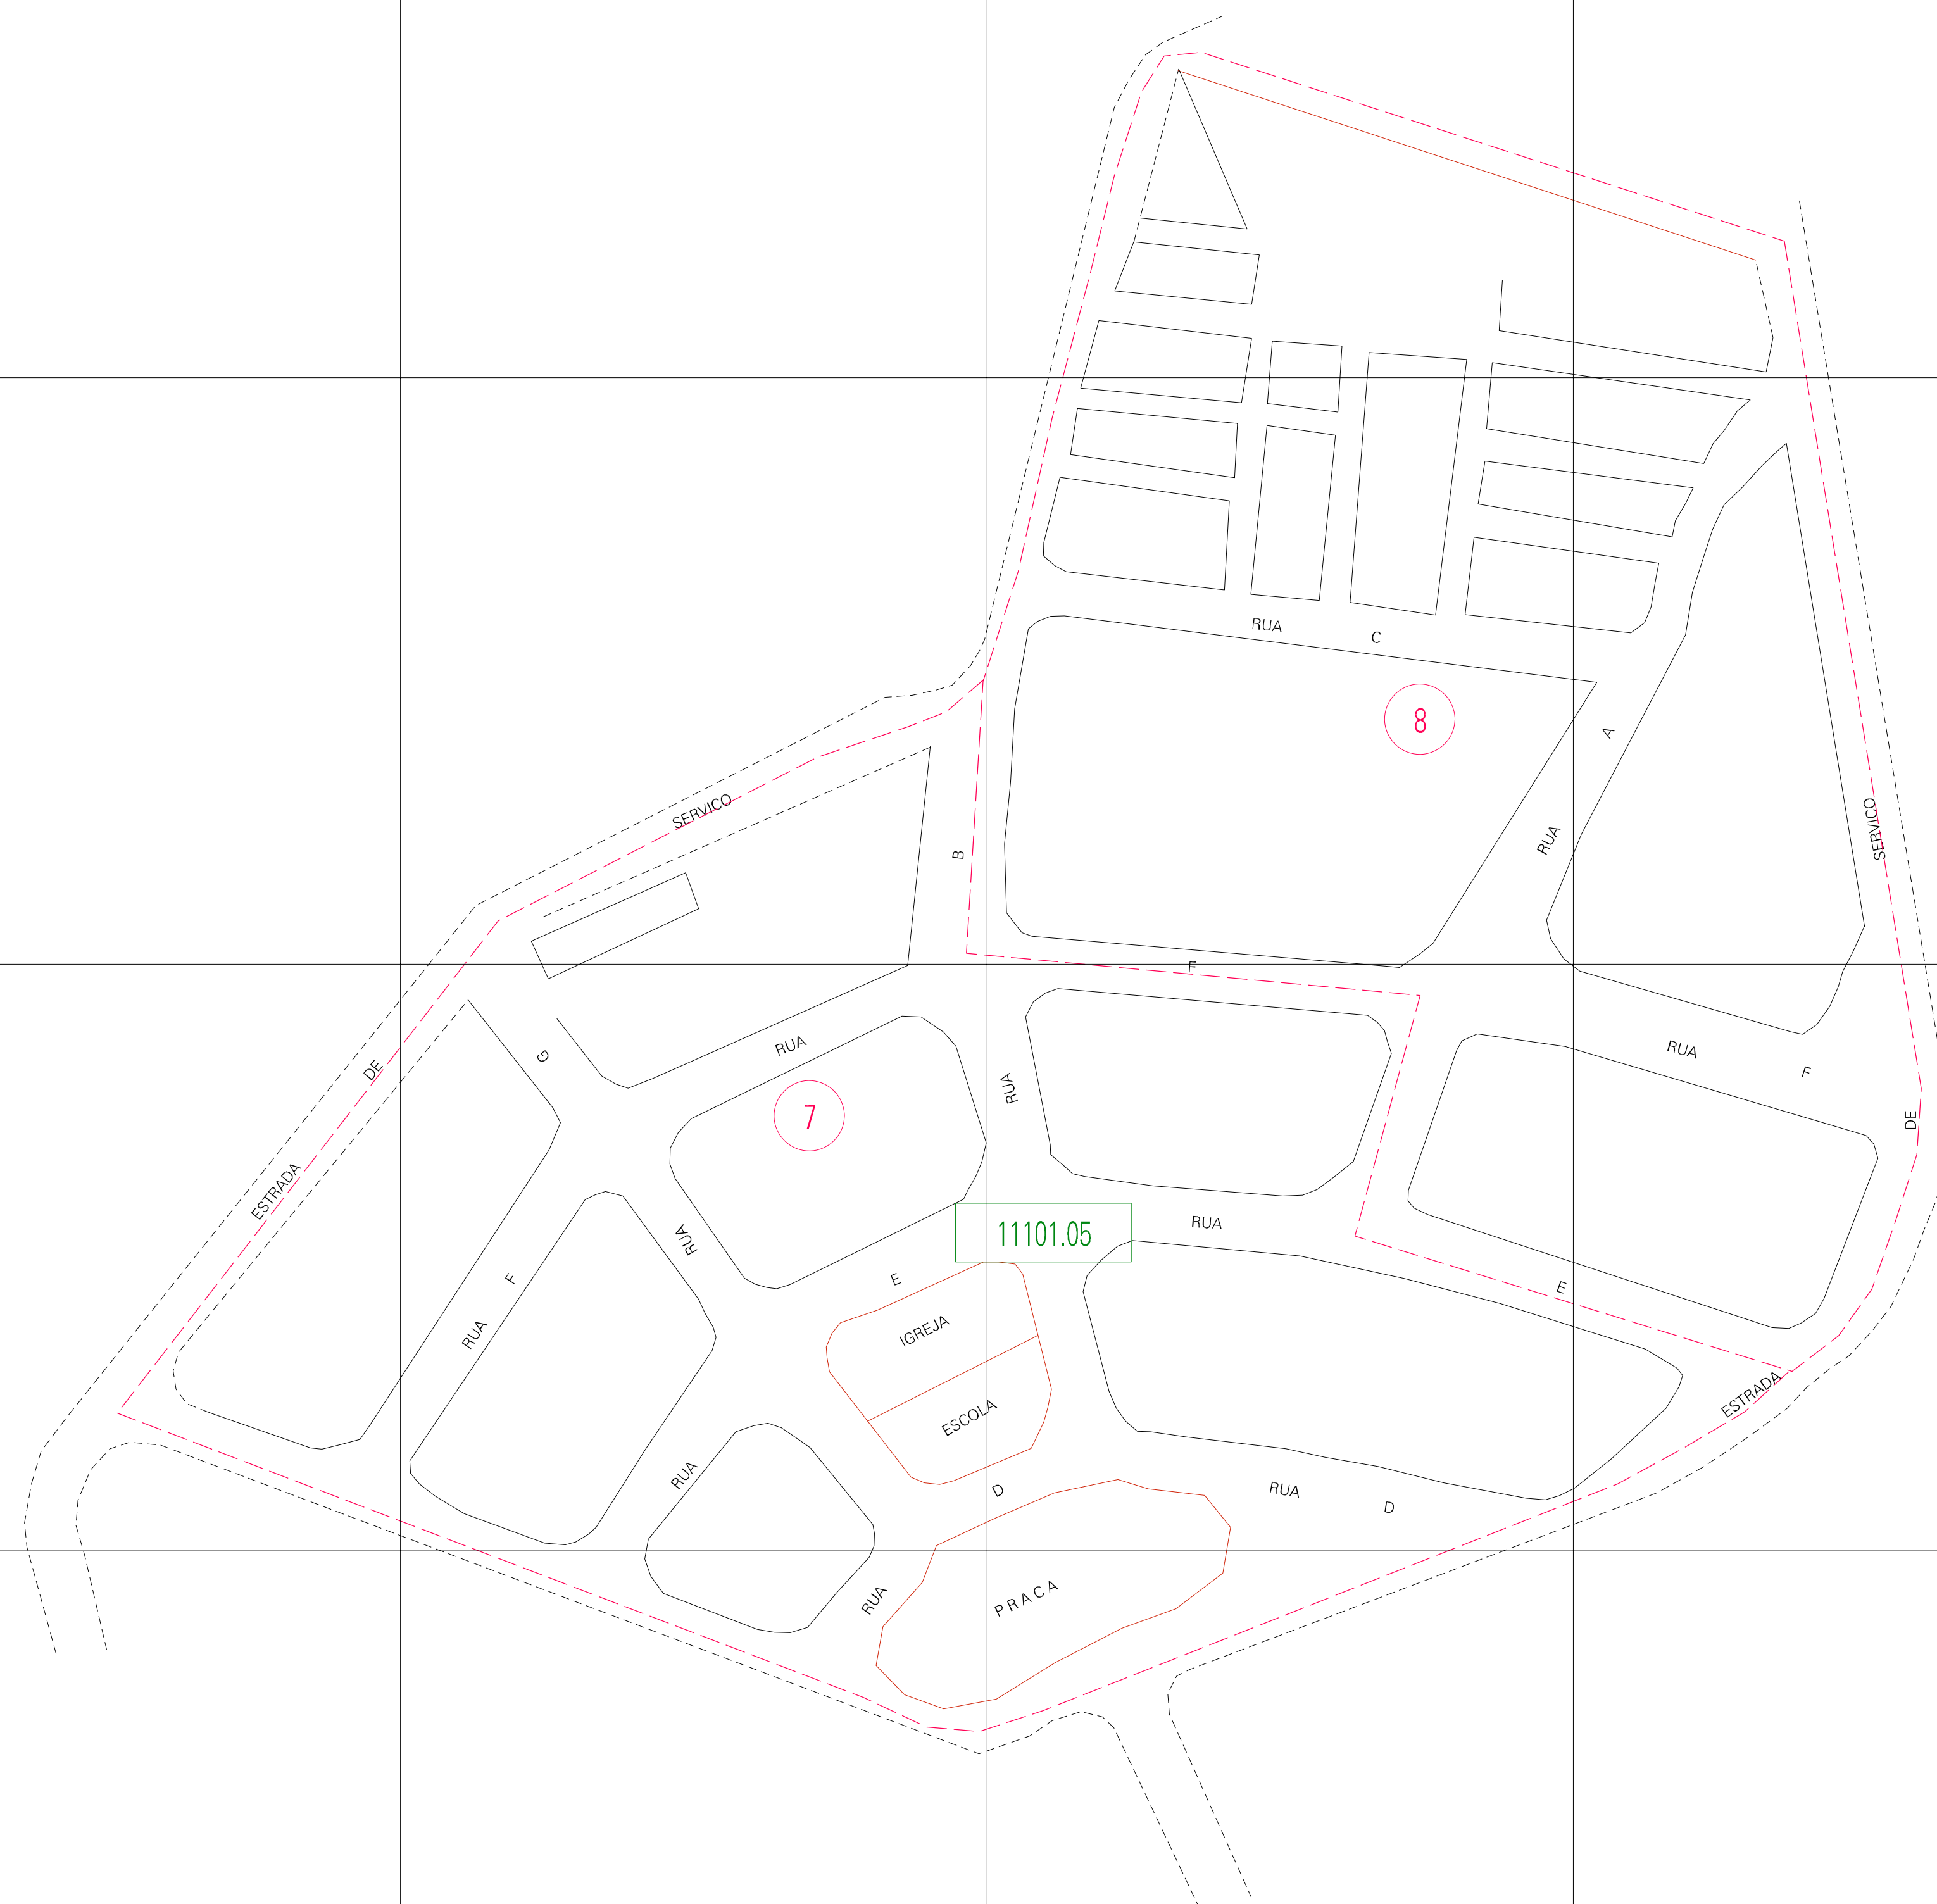 RUA C
8
A
RUA
SERVICO
SERVICO
B
F
RUA
G
DE
RUA
F
7
RUA
DE
ESTRADA
11101.05
RUA
RUA
E
E
F
RUA
IGREJA
ESCOLA
ESTRADA
RUA
D
RUA
D
RUA
PRACA